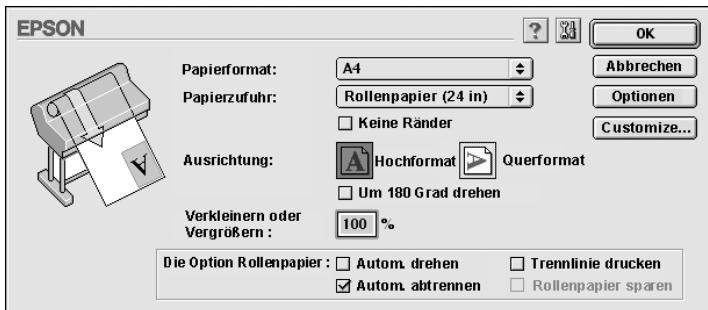 EPSON
? OK
Papierformat: A4 Abbrechen
Papierzufuhr: Rollenpapier (24 in) Optionen
Keine Ränder Customize...
Ausrichtung: A Hochformat A Querformat
Um 180 Grad drehen
Verkleinern oder
Vergrößern : 100 %
Die Option Rollenpapier : Autom. drehen Trennlinie drucken
Autom. abtrennen Rollenpapier sparen
A